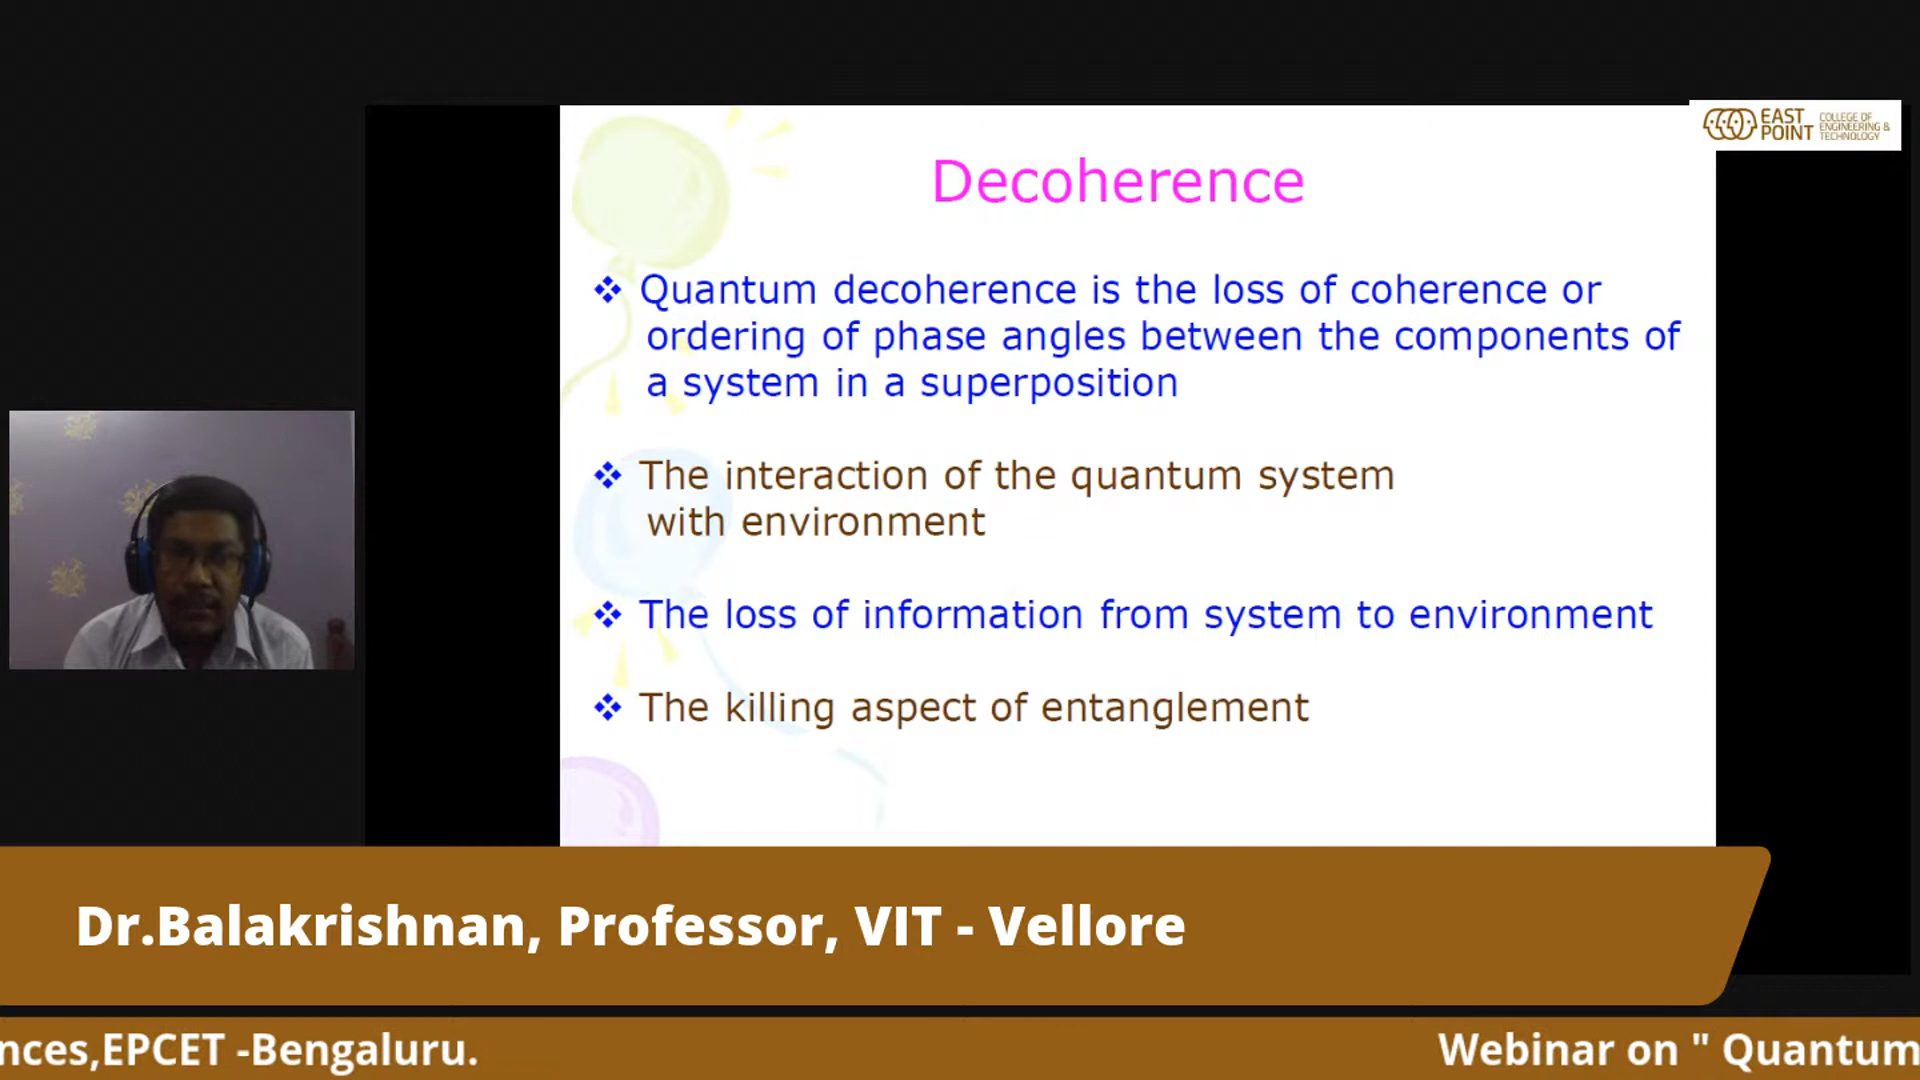 EAST
POINT
COLLEGE OF
ENGINEERING &
TECHNOLOGY
Decoherence
Quantum decoherence is the loss of coherence or
ordering of phase angles between the components of
a system in a superposition
The interaction of the quantum system
with environment
The loss of information from system to environment
The killing aspect of entanglement
Dr.Balakrishnan, Professor, VIT - Vellore
nces,EPCET -Bengaluru.
Webinar on " Quantum